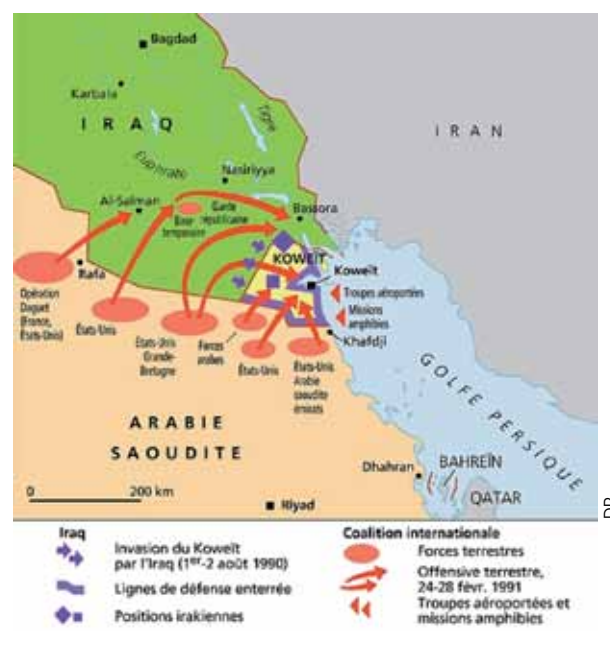 Bagdad
Karbala
I R A Q
Tigre
I R A N
Euphrate
Nasiriyya
Al-Salman
Garde
républicaine
Base
temporaire
Bassora
KOWEÏT
Koweït
Rafa
Opération
Daguet
(France,
États-Unis)
États-Unis
États-Unis
Grande-
Bretagne
Forces
arabes
États-Unis
États-Unis
Arabie
saoudite
émirats
Troupes aéroportées
Missions
amphibies
Khafdji
GOLFE PERSIQUE
ARABIE
SAOUDITE
Dhahran
BAHREÏN
QATAR
0 200 km
Riyad
DR
Iraq
Invasion du Koweït
par l'Iraq (1er-2 août 1990)
Lignes de défense enterrée
Positions irakiennes
Coalition internationale
Forces terrestres
Offensive terrestre,
24-28 févr. 1991
Troupes aéroportées et
missions amphibies